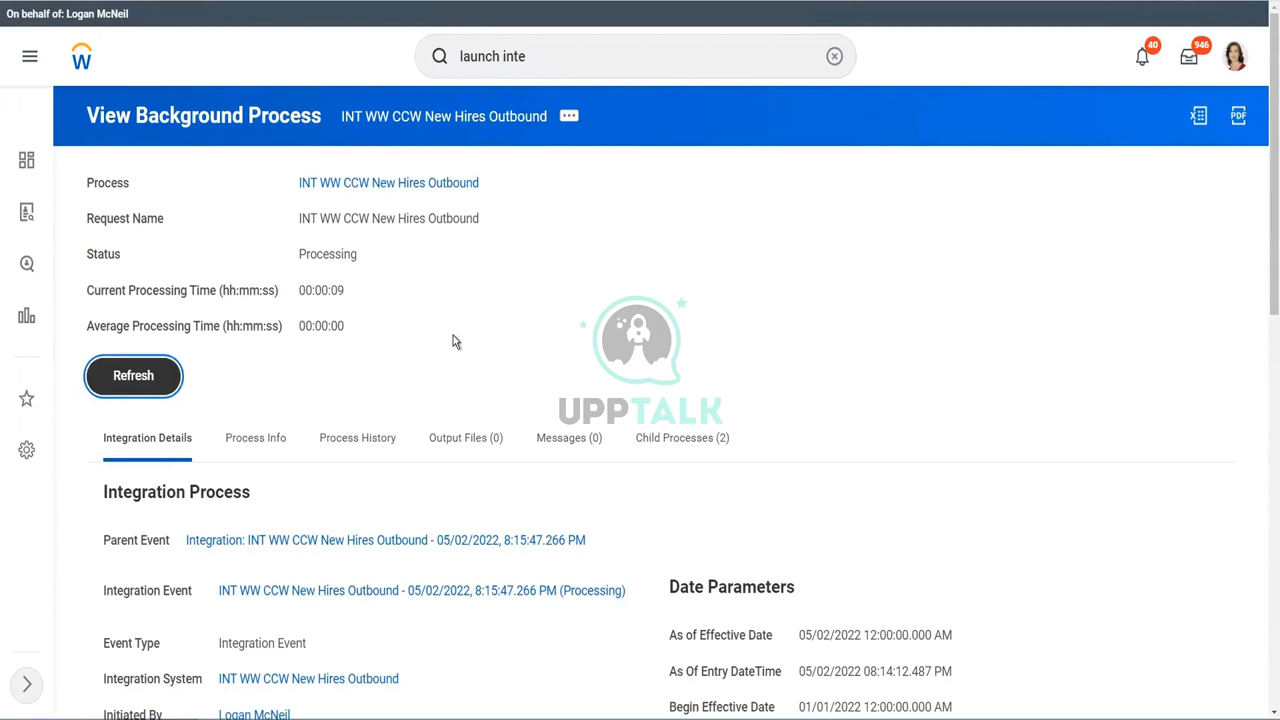 On behalf of: Logan McNeil
launch inte
40
946
View Background Process INT WW CCW New Hires Outbound
PDF
Process INT WW CCW New Hires Outbound
Request Name INT WW CCW New Hires Outbound
Status Processing
Current Processing Time (hh:mm:ss) 00:00:09
Average Processing Time (hh:mm:ss) 00:00:00
Refresh
UPPTALK
Integration Details Process Info Process History Output Files (0) Messages (0) Child Processes (2)
Integration Process
Parent Event Integration: INT WW CCW New Hires Outbound - 05/02/2022, 8:15:47.266 PM
Integration Event INT WW CCW New Hires Outbound - 05/02/2022, 8:15:47.266 PM (Processing)
Event Type Integration Event
Integration System INT WW CCW New Hires Outbound
Initiated By Logan McNeil
Date Parameters
As of Effective Date 05/02/2022 12:00:00.000 AM
As Of Entry DateTime 05/02/2022 08:14:12.487 PM
Begin Effective Date 01/01/2022 12:00:00.000 AM